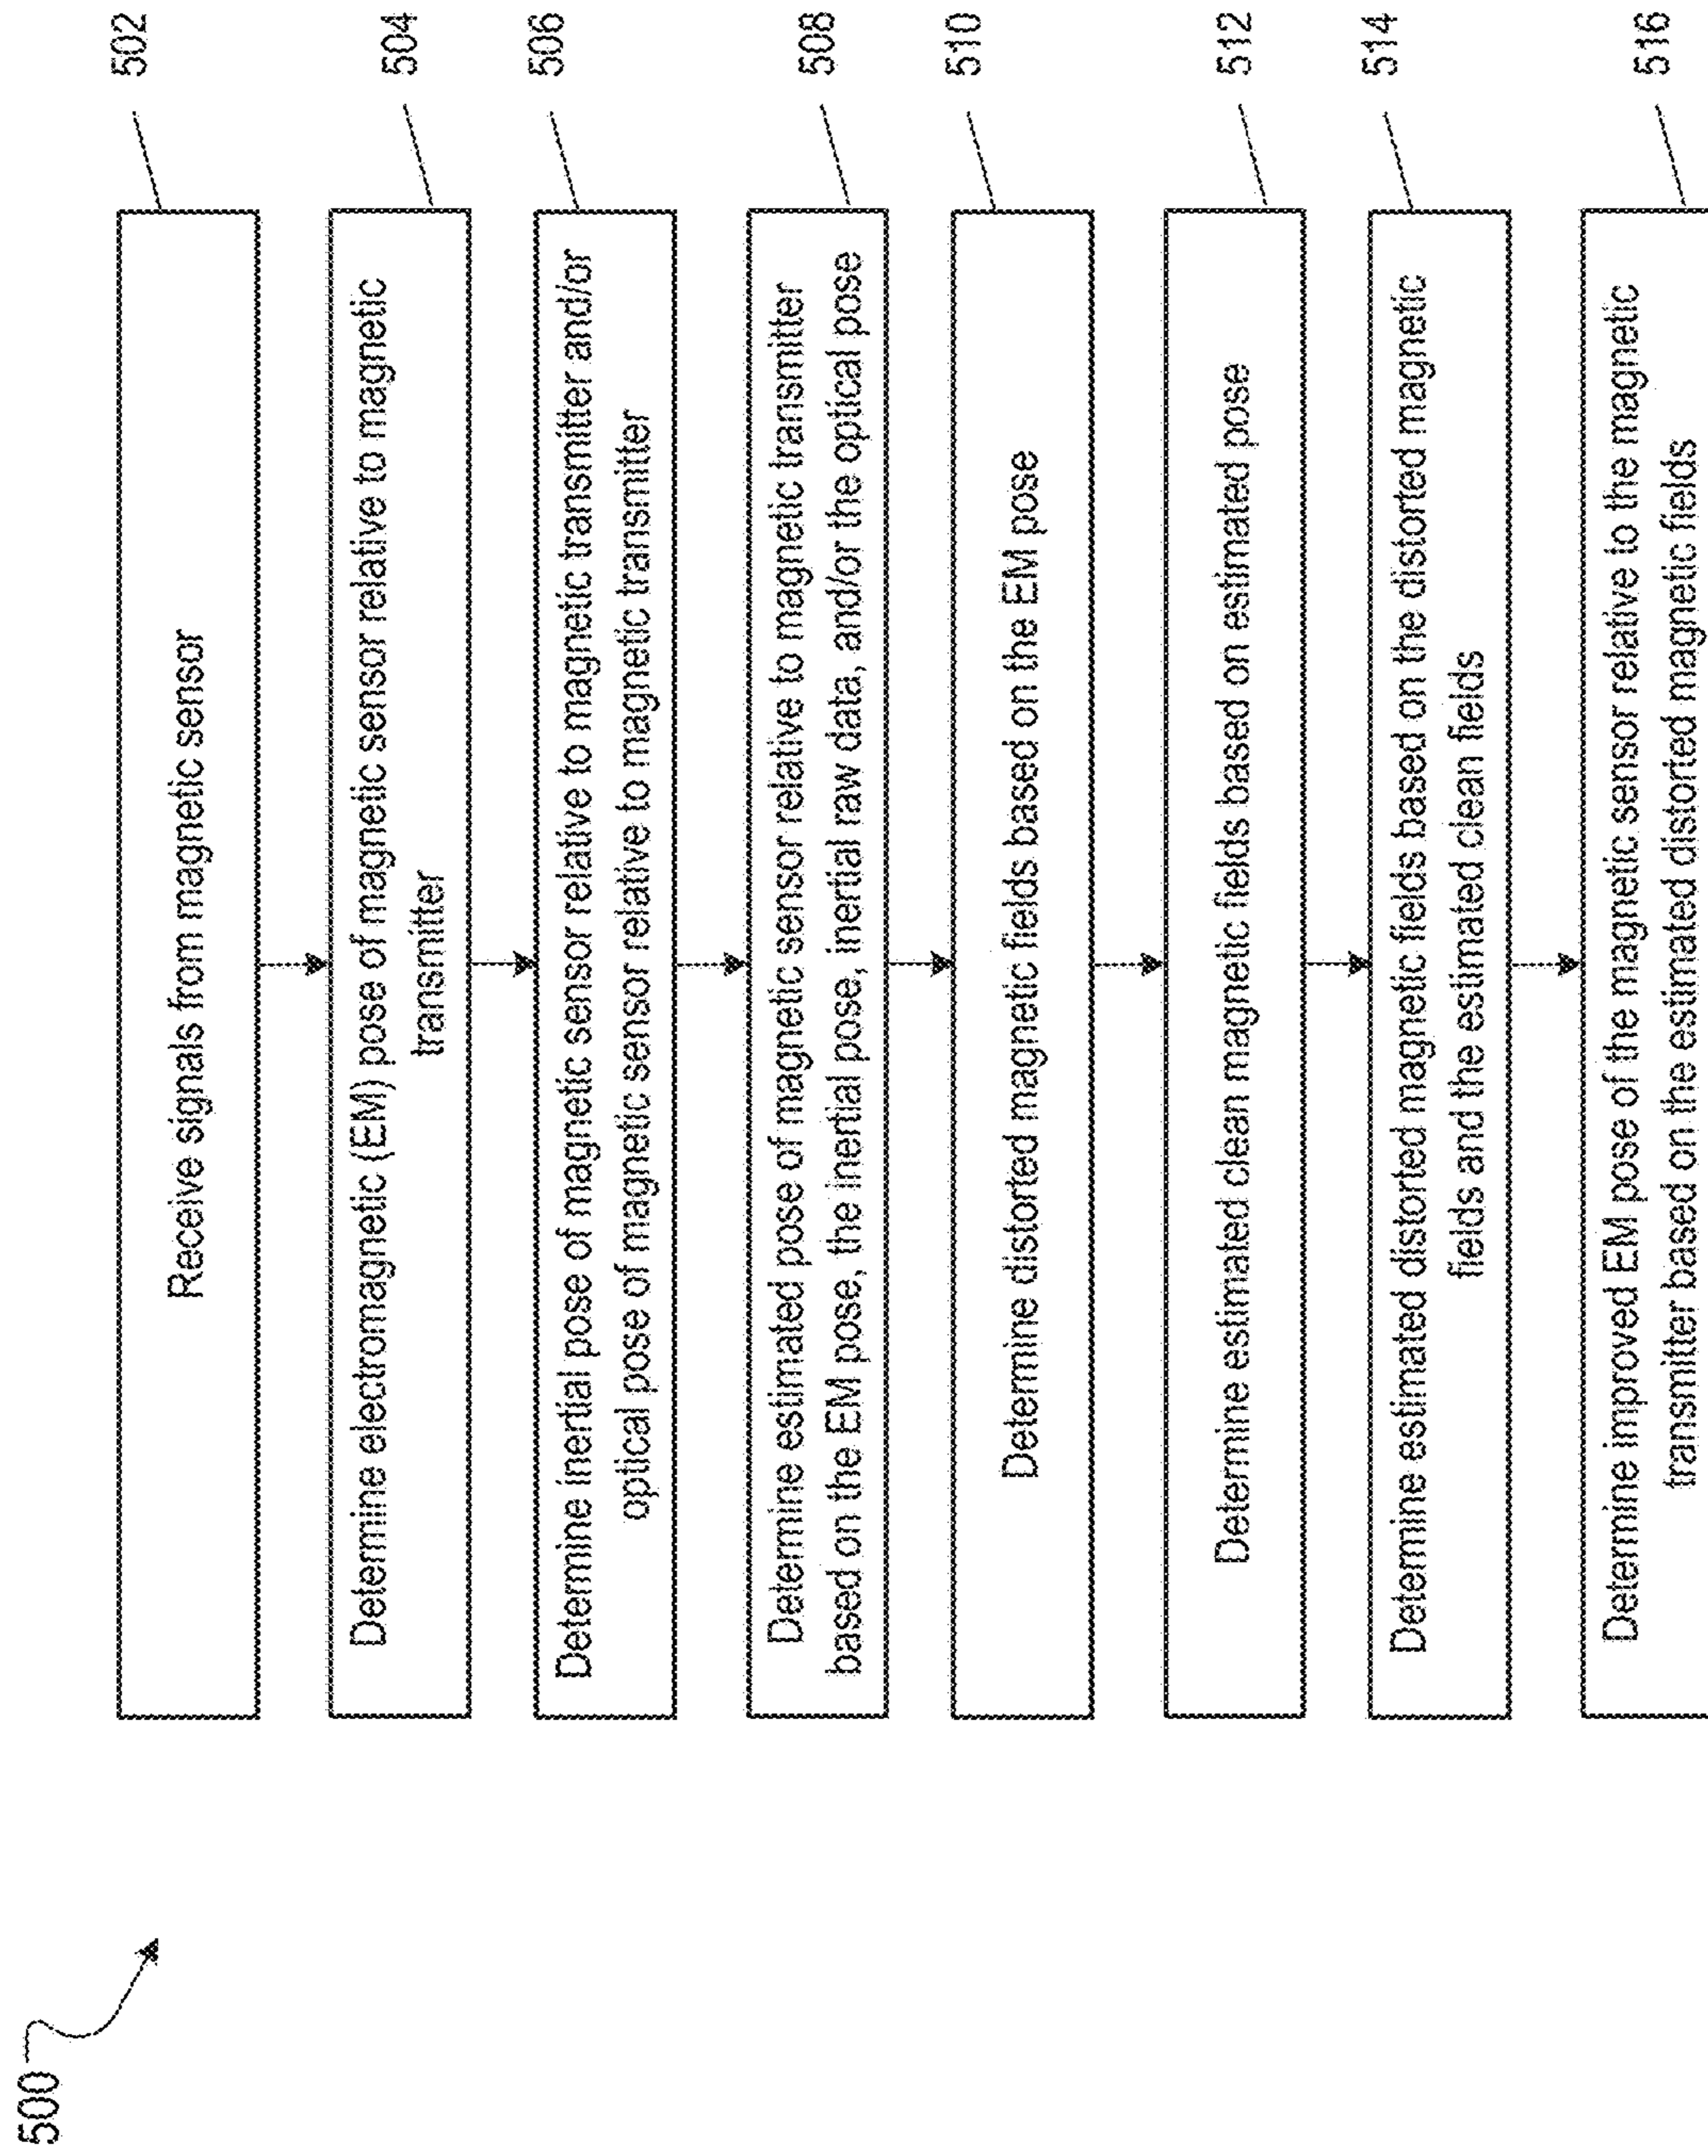 500
Receive signals from magnetic sensor
502
Determine electromagnetic (EM) pose of magnetic sensor relative to magnetic
transmitter
504
Determine inertial pose of magnetic sensor relative to magnetic transmitter and/or
optical pose of magnetic sensor relative to magnetic transmitter
506
Determine estimated pose of magnetic sensor relative to magnetic transmitter
based on the EM pose, the inertial pose, inertial raw data, and/or the optical pose
508
Determine distorted magnetic fields based on the EM pose
510
Determine estimated clean magnetic fields based on estimated pose
512
Determine estimated distorted magnetic fields based on the distorted magnetic
fields and the estimated clean fields
514
Determine improved EM pose of the magnetic sensor relative to the magnetic
transmitter based on the estimated distorted magnetic fields
516